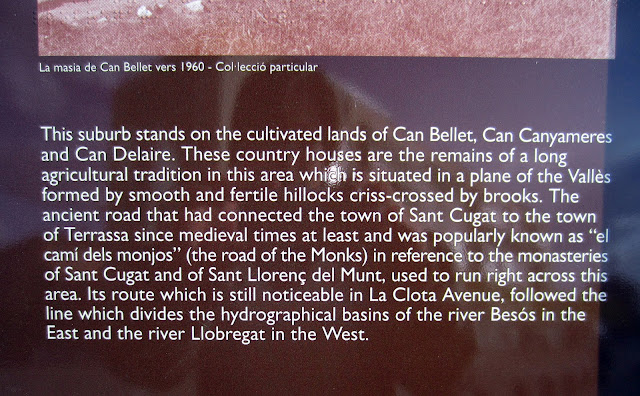 La masia de Can Bellet vers 1960 - Col·lecció particular
This suburb stands on the cultivated lands of Can Bellet, Can Canyameres
and Can Delaire. These country houses are the remains of a long
agricultural tradition in this area which is situated in a plane of the Vallès
formed by smooth and fertile hillocks criss-crossed by brooks. The
ancient road that had connected the town of Sant Cugat to the town
of Terrassa since medieval times at least and was popularly known as “el
camí dels monjos” (the road of the Monks) in reference to the monasteries
of Sant Cugat and of Sant Llorenç del Munt, used to run right across this
area. Its route which is still noticeable in La Clota Avenue, followed the
line which divides the hydrographical basins of the river Besós in the
East and the river Llobregat in the West.